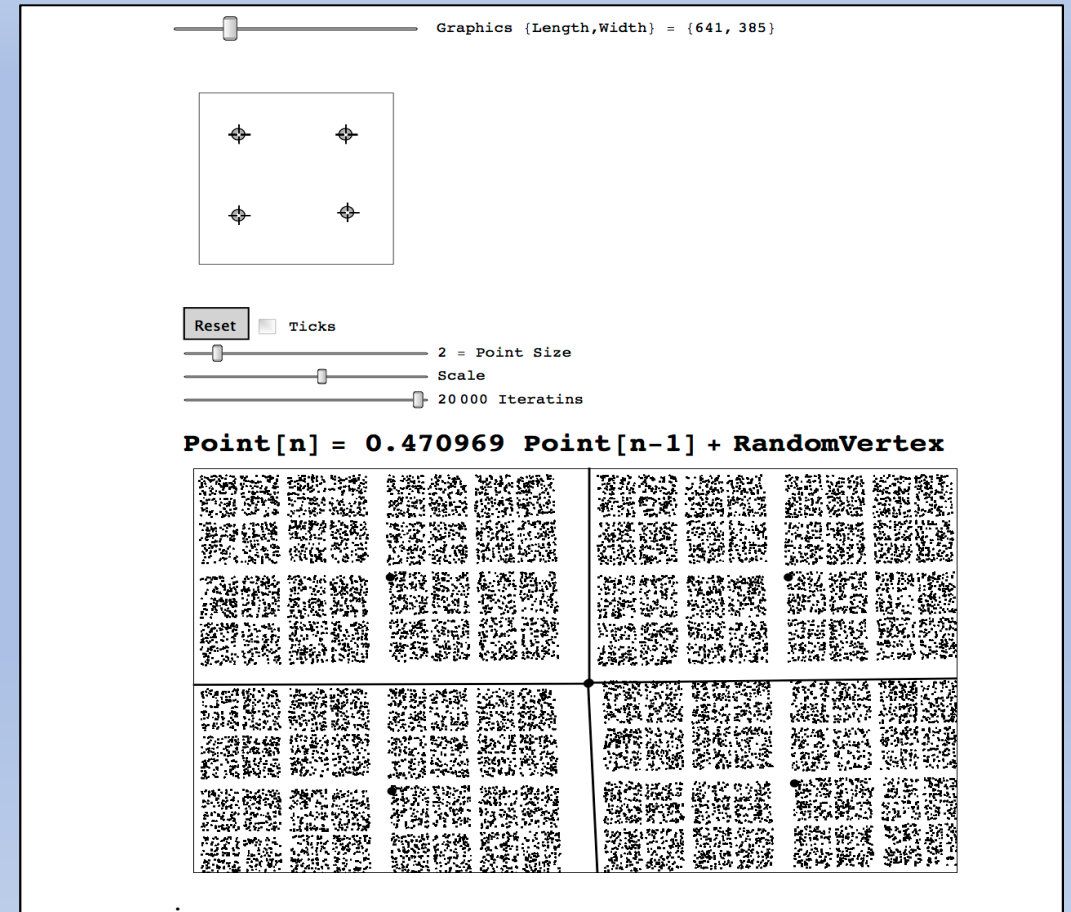 Graphics {Length,Width} = {641, 385}
Reset Ticks
2 = Point Size
Scale
20000 Iteratins
Point[n] = 0.470969 Point[n-1] + RandomVertex